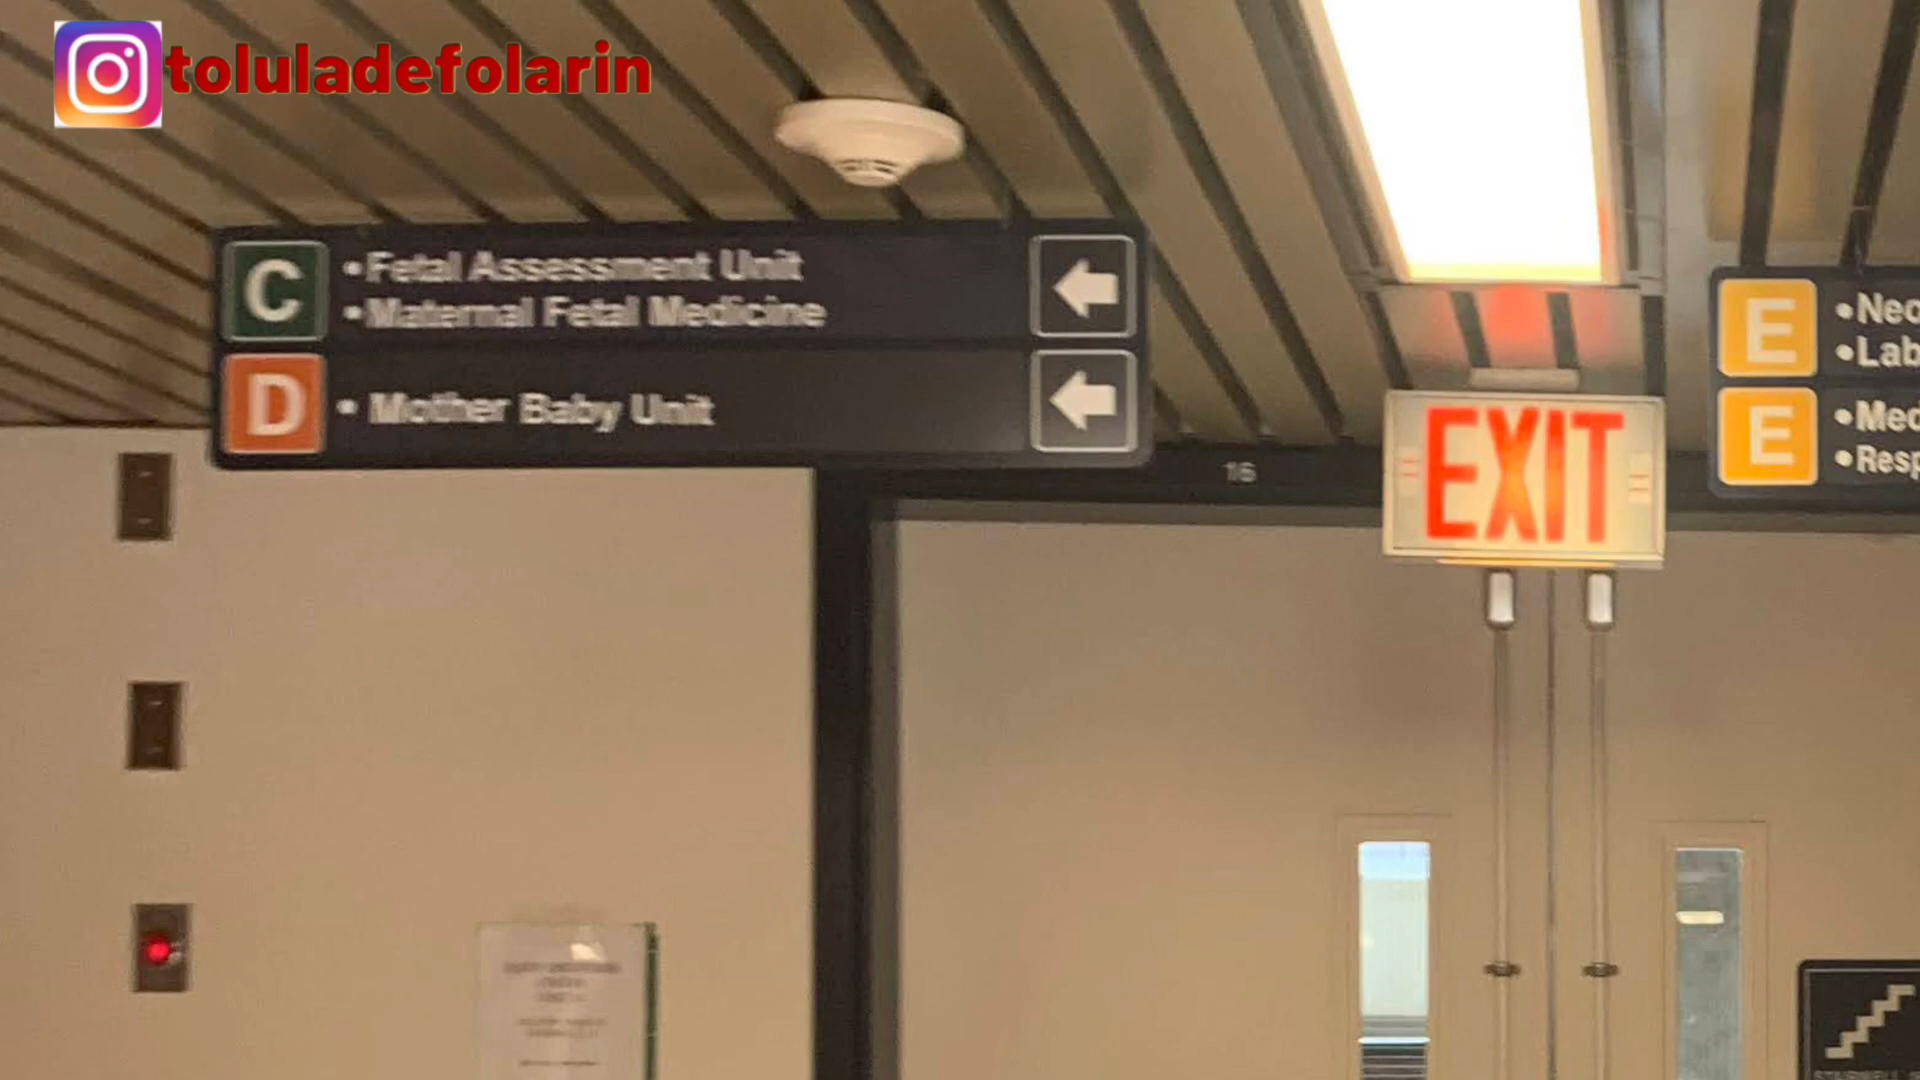 toluladefolarin
C
•Fetal Assessment Unit
•Maternal Fetal Medicine
D
• Mother Baby Unit
16
EXIT
E
•Neo
•Lab
E
•Med
•Resp